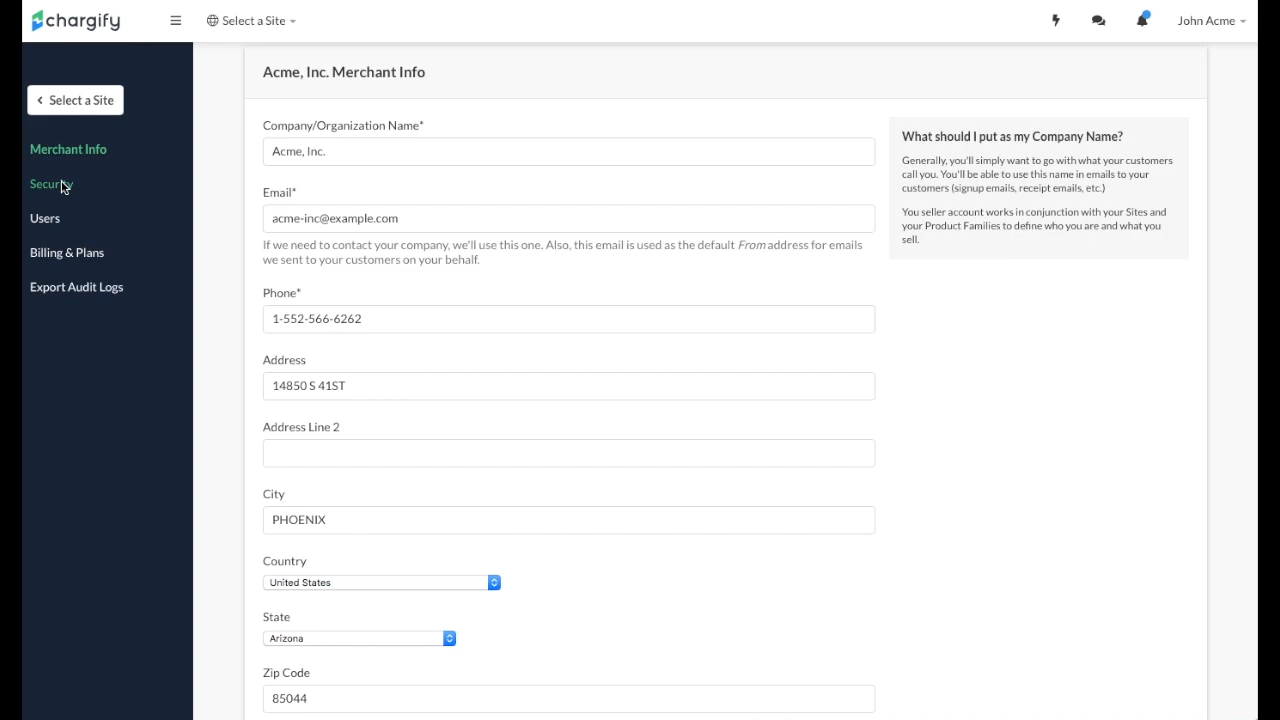 chargify
Select a Site
John Acme
Select a Site
Merchant Info
Security
Users
Billing & Plans
Export Audit Logs
Acme, Inc. Merchant Info
Company/Organization Name*
Acme, Inc.
Email*
acme-inc@example.com
If we need to contact your company, we'll use this one. Also, this email is used as the default From address for emails
we sent to your customers on your behalf.
Phone*
1-552-566-6262
Address
14850 S 41ST
Address Line 2
City
PHOENIX
Country
United States
State
Arizona
Zip Code
85044
What should I put as my Company Name?
Generally, you'll simply want to go with what your customers
call you. You'll be able to use this name in emails to your
customers (signup emails, receipt emails, etc.)
You seller account works in conjunction with your Sites and
your Product Families to define who you are and what you
sell.